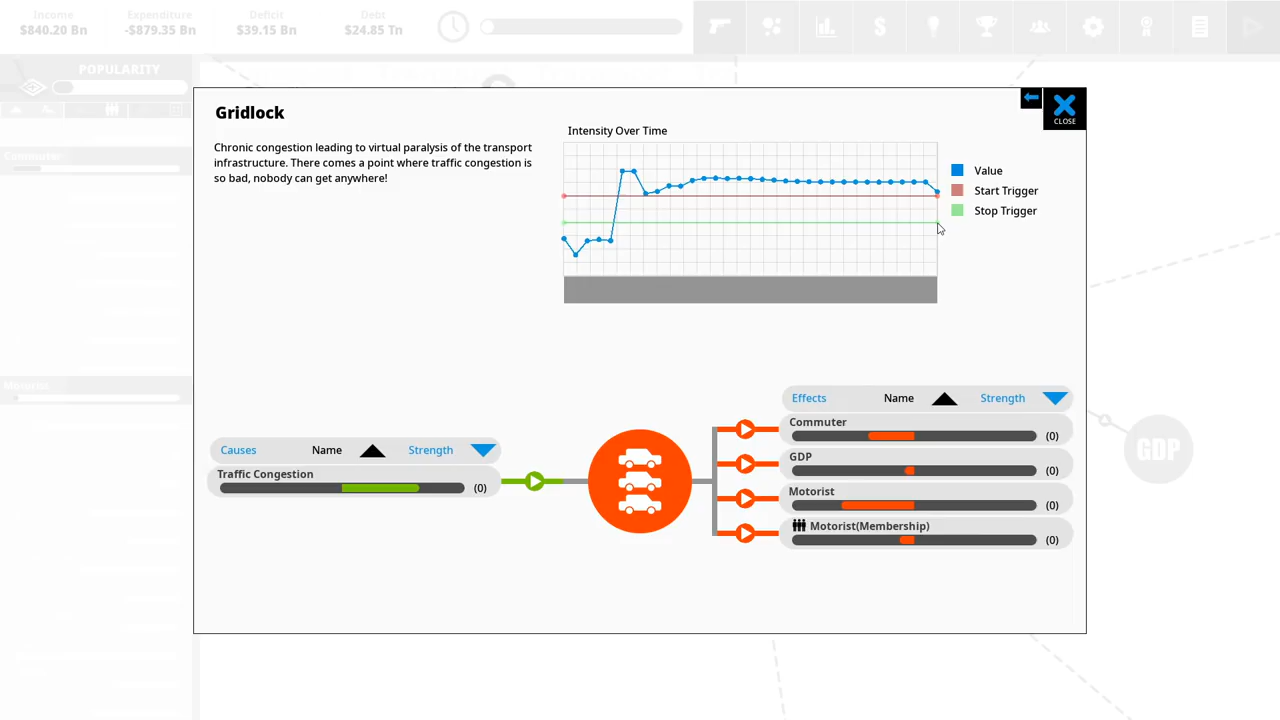 Income
Expenditure
Deficit
Debt
$840.20 Bn
-$879.35 Bn
$39.15 Bn
$24.85 Tn
POPULARITY
Commuter
Motorist
Gridlock
CLOSE
Chronic congestion leading to virtual paralysis of the transport
infrastructure. There comes a point where traffic congestion is
so bad, nobody can get anywhere!
Intensity Over Time
Value
Start Trigger
Stop Trigger
Causes
Name
Strength
Traffic Congestion
(0)
Effects
Name
Strength
Commuter
(0)
GDP
(0)
Motorist
(0)
Motorist(Membership)
(0)
GDP